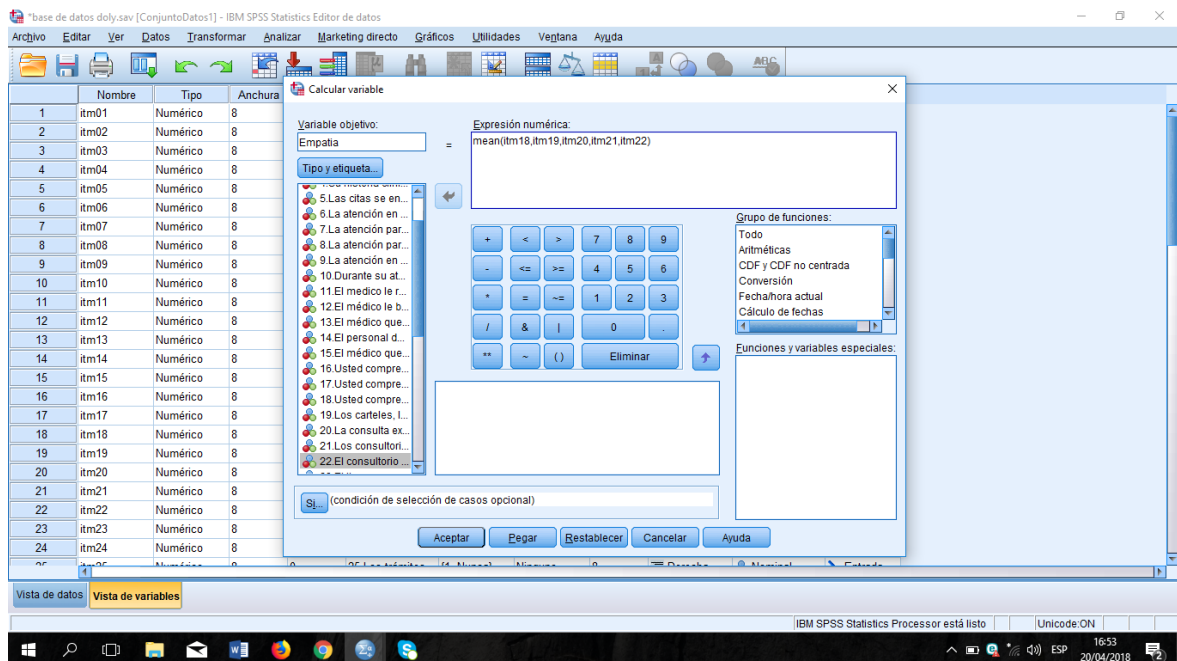 *base de datos doly.sav [ConjuntoDatos1] - IBM SPSS Statistics Editor de datos
Archivo Editar Ver Datos Transformar Analizar Marketing directo Gráficos Utilidades Ventana Ayuda
Nombre Tipo Anchura
1 itm01 Numérico 8
2 itm02 Numérico 8
3 itm03 Numérico 8
4 itm04 Numérico 8
5 itm05 Numérico 8
6 itm06 Numérico 8
7 itm07 Numérico 8
8 itm08 Numérico 8
9 itm09 Numérico 8
10 itm10 Numérico 8
11 itm11 Numérico 8
12 itm12 Numérico 8
13 itm13 Numérico 8
14 itm14 Numérico 8
15 itm15 Numérico 8
16 itm16 Numérico 8
17 itm17 Numérico 8
18 itm18 Numérico 8
19 itm19 Numérico 8
20 itm20 Numérico 8
21 itm21 Numérico 8
22 itm22 Numérico 8
23 itm23 Numérico 8
24 itm24 Numérico 8
Calcular variable
Variable objetivo:
Empatia
=
Expresión numérica:
mean(itm18,itm19,itm20,itm21,itm22)
Tipo y etiqueta...
5.Las citas se en...
6.La atención en ...
7.La atención par...
8.La atención par...
9.La atención en ...
10.Durante su at...
11.El medico le r...
12.El médico le b...
13.El médico que...
14.El personal d...
15.El médico que...
16.Usted compre...
17.Usted compre...
18.Usted compre...
19.Los carteles, l...
20.La consulta ex...
21.Los consultori...
22.El consultorio ...
+ < > 7 8 9
- <= >= 4 5 6
* = ~= 1 2 3
/ & | 0 .
** ~ ( ) Eliminar
Grupo de funciones:
Todo
Aritméticas
CDF y CDF no centrada
Conversión
Fecha/hora actual
Cálculo de fechas
Funciones y variables especiales:
Si... (condición de selección de casos opcional)
Aceptar Pegar Restablecer Cancelar Ayuda
Vista de datos Vista de variables
IBM SPSS Statistics Processor está listo Unicode:ON
ESP
16:53
20/04/2018